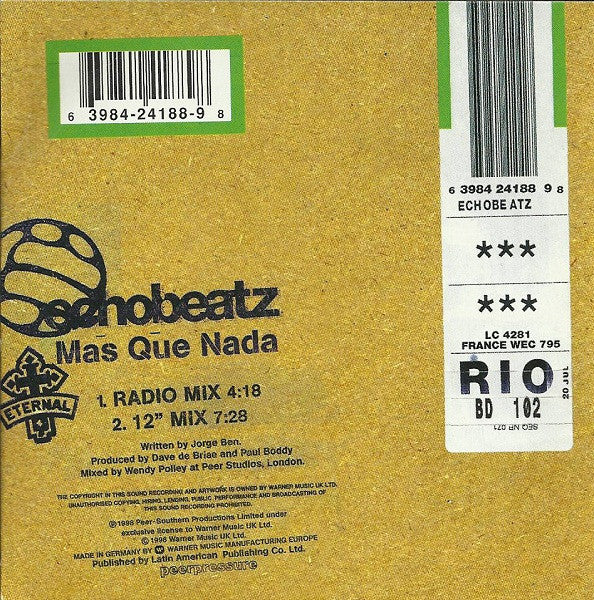 6 3984-24188-9 8
6 3984 24188 9 8
ECHOBEATZ
***
***
LC 4281
FRANCE WEC 795
RIO
20 JUL
BD 102
SEQ NR 071
echobeatz
Mas Que Nada
ETERNAL
1. RADIO MIX 4:18
2. 12” MIX 7:28
Written by Jorge Ben.
Produced by Dave de Braie and Paul Boddy
Mixed by Wendy Polley at Peer Studios, London.
THE COPYRIGHT IN THIS SOUND RECORDING AND ARTWORK IS OWNED BY WARNER MUSIC UK LTD.
UNAUTHORISED COPYING, HIRING, LENDING, PUBLIC PERFORMANCE AND BROADCASTING OF
THIS SOUND RECORDING PROHIBITED.
℗1998 Peer-Southern Productions Limited under
exclusive license to Warner Music UK Ltd.
©1998 Warner Music UK Ltd.
MADE IN GERMANY BY WARNER MUSIC MANUFACTURING EUROPE
Published by Latin American Publishing Co. Ltd.
peerpressure